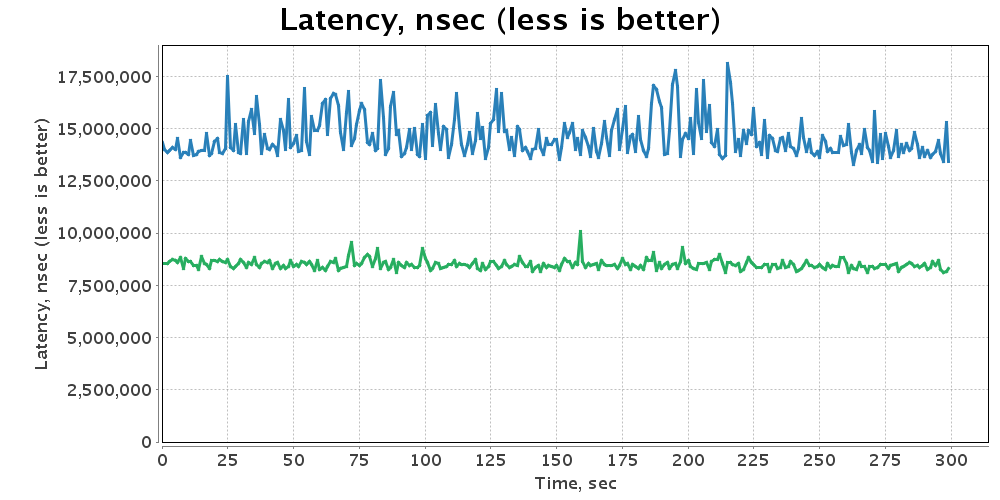 Latency, nsec (less is better)
Latency, nsec (less is better)
17,500,000
15,000,000
12,500,000
10,000,000
7,500,000
5,000,000
2,500,000
0
0 25 50 75 100 125 150 175 200 225 250 275 300
Time, sec